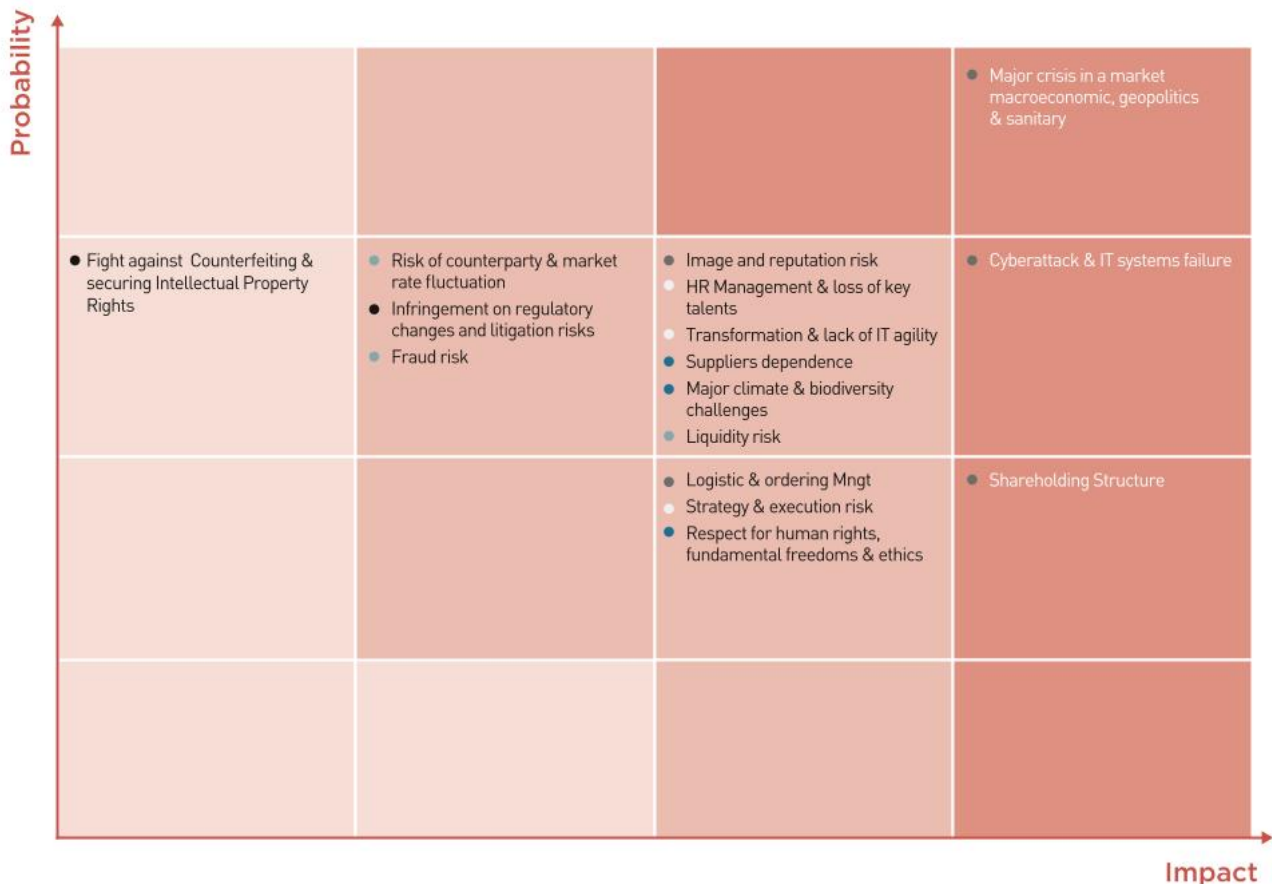 Probability
Major crisis in a market
macroeconomic, geopolitics
& sanitary
Fight against Counterfeiting &
securing Intellectual Property
Rights
Risk of counterparty & market
rate fluctuation
Infringement on regulatory
changes and litigation risks
Fraud risk
Image and reputation risk
HR Management & loss of key
talents
Transformation & lack of IT agility
Suppliers dependence
Major climate & biodiversity
challenges
Liquidity risk
Cyberattack & IT systems failure
Logistic & ordering Mngt
Strategy & execution risk
Respect for human rights,
fundamental freedoms & ethics
Shareholding Structure
Impact